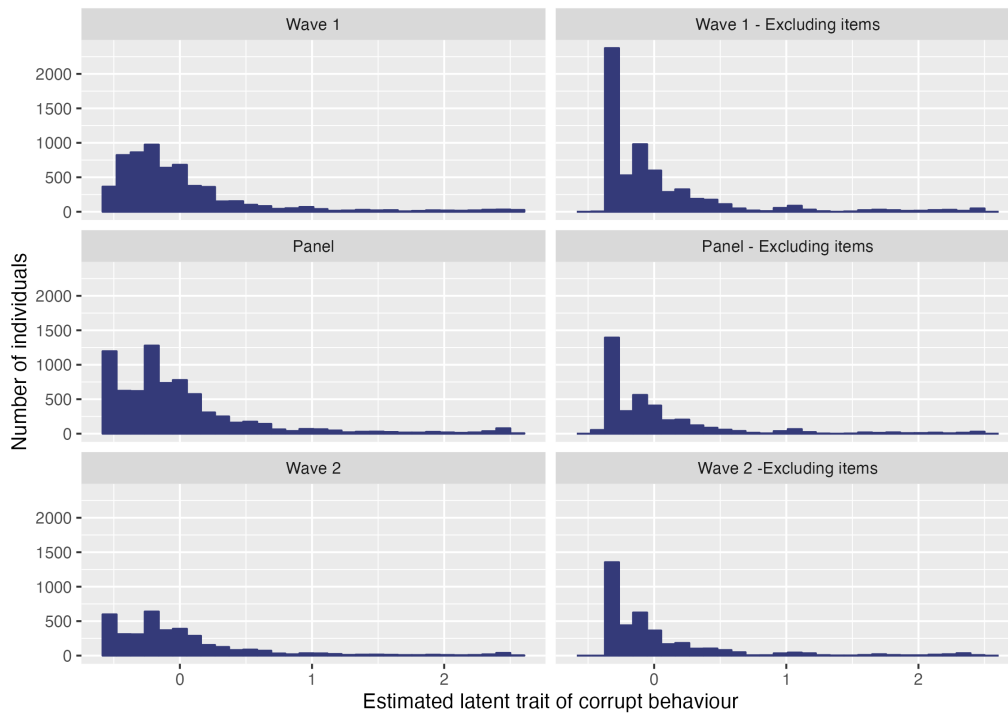 Wave 1
Wave 1 - Excluding items
2000
1500
1000
500
0
Panel
Panel - Excluding items
2000
1500
1000
500
0
Wave 2
Wave 2 -Excluding items
2000
1500
1000
500
0
0 1 2
0 1 2
Number of individuals
Estimated latent trait of corrupt behaviour